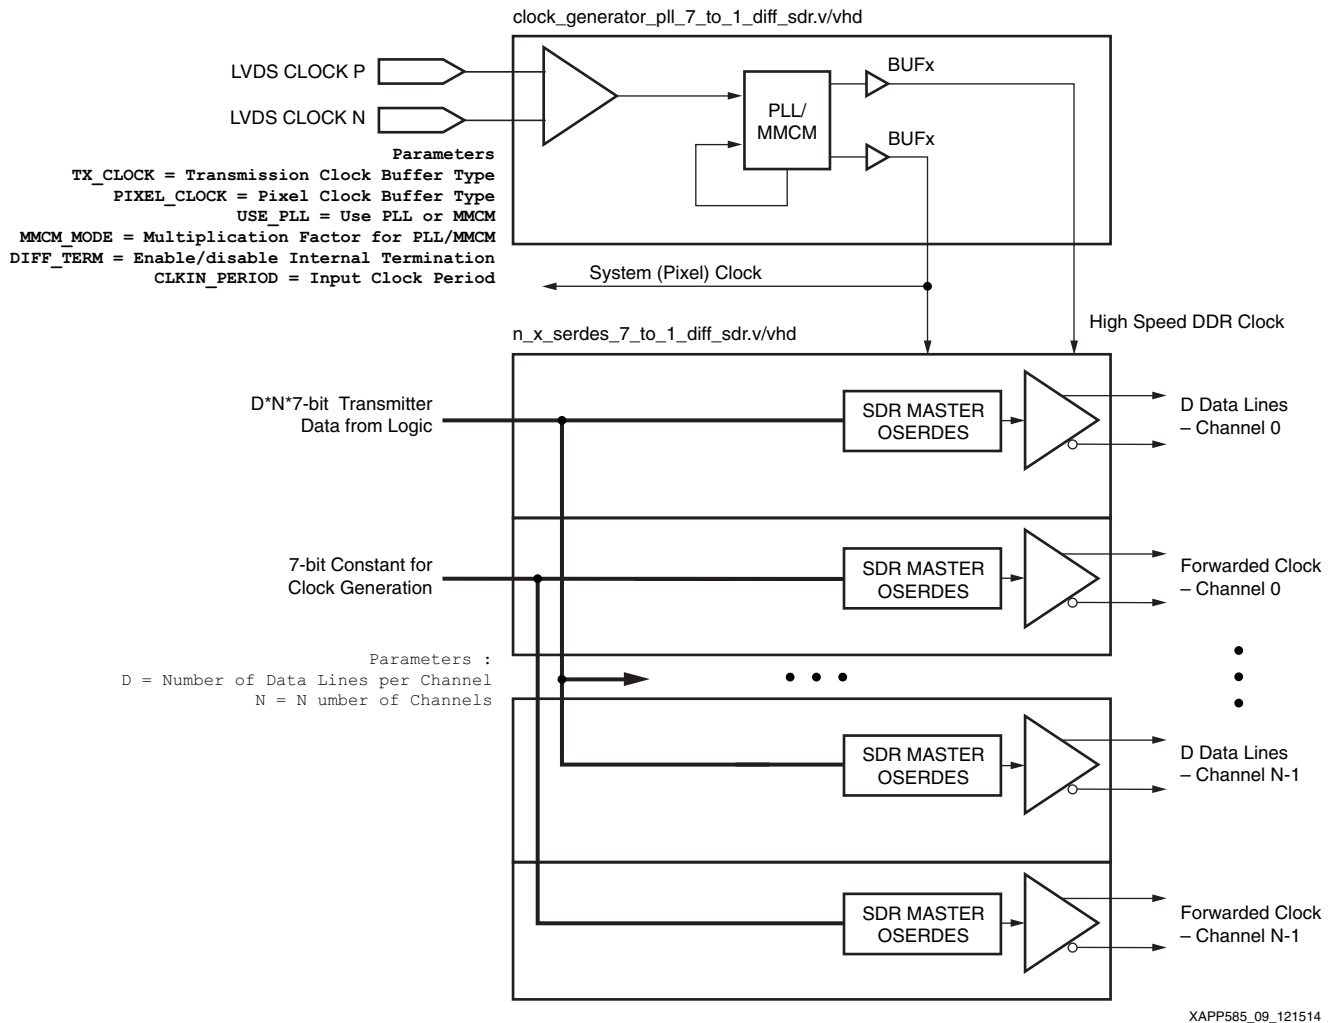 clock_generator_pll_7_to_1_diff_sdr.v/vhd
LVDS CLOCK P
LVDS CLOCK N
BUFx
PLL/
MMCM
BUFx
Parameters
TX_CLOCK = Transmission Clock Buffer Type
PIXEL_CLOCK = Pixel Clock Buffer Type
USE_PLL = Use PLL or MMCM
MMCM_MODE = Multiplication Factor for PLL/MMCM
DIFF_TERM = Enable/disable Internal Termination
CLKIN_PERIOD = Input Clock Period
System (Pixel) Clock
High Speed DDR Clock
n_x_serdes_7_to_1_diff_sdr.v/vhd
D*N*7-bit Transmitter
Data from Logic
SDR MASTER
OSERDES
D Data Lines
– Channel 0
7-bit Constant for
Clock Generation
SDR MASTER
OSERDES
Forwarded Clock
– Channel 0
Parameters :
D = Number of Data Lines per Channel
N = N umber of Channels
SDR MASTER
OSERDES
D Data Lines
– Channel N-1
SDR MASTER
OSERDES
Forwarded Clock
– Channel N-1
XAPP585_09_121514